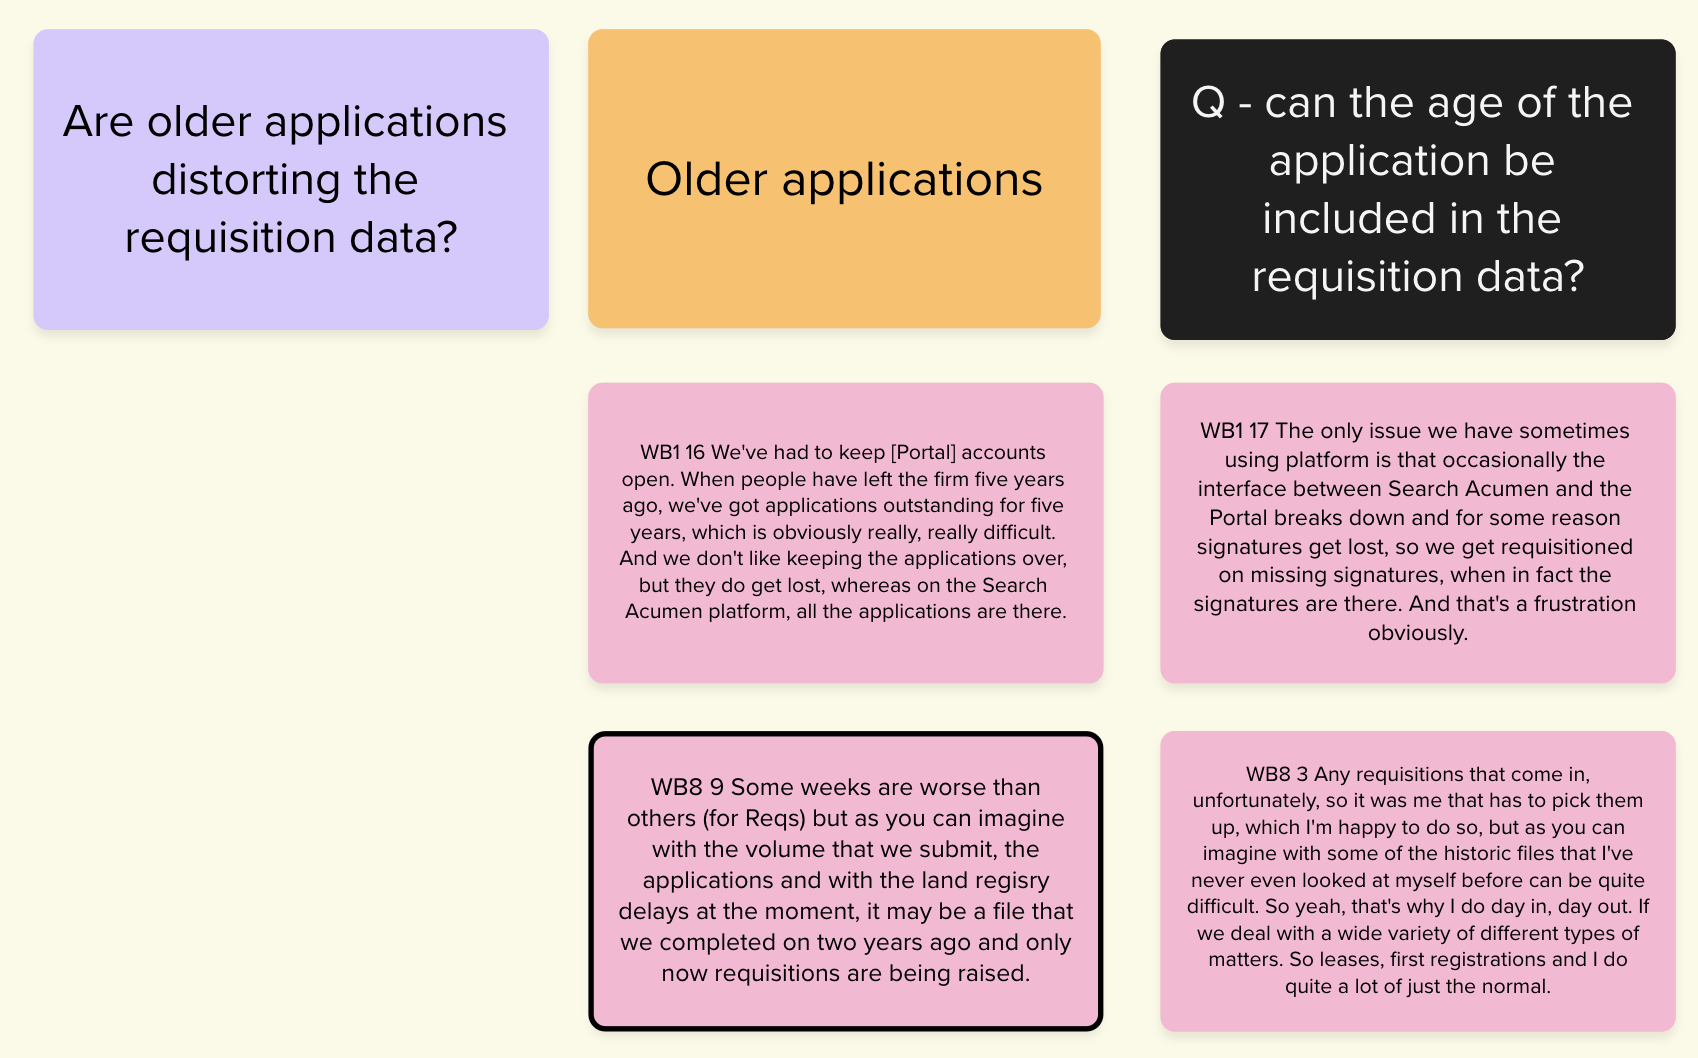 Are older applications
distorting the
requisition data?
Older applications
Q - can the age of the
application be
included in the
requisition data?
WB1 16 We've had to keep [Portal] accounts
open. When people have left the firm five years
ago, we've got applications outstanding for five
years, which is obviously really, really difficult.
And we don't like keeping the applications over,
but they do get lost, whereas on the Search
Acumen platform, all the applications are there.
WB1 17 The only issue we have sometimes
using platform is that occasionally the
interface between Search Acumen and the
Portal breaks down and for some reason
signatures get lost, so we get requisitioned
on missing signatures, when in fact the
signatures are there. And that's a frustration
obviously.
WB8 9 Some weeks are worse than
others (for Reqs) but as you can imagine
with the volume that we submit, the
applications and with the land regisry
delays at the moment, it may be a file that
we completed on two years ago and only
now requisitions are being raised.
WB8 3 Any requisitions that come in,
unfortunately, so it was me that has to pick them
up, which I'm happy to do so, but as you can
imagine with some of the historic files that I've
never even looked at myself before can be quite
difficult. So yeah, that's why I do day in, day out. If
we deal with a wide variety of different types of
matters. So leases, first registrations and I do
quite a lot of just the normal.